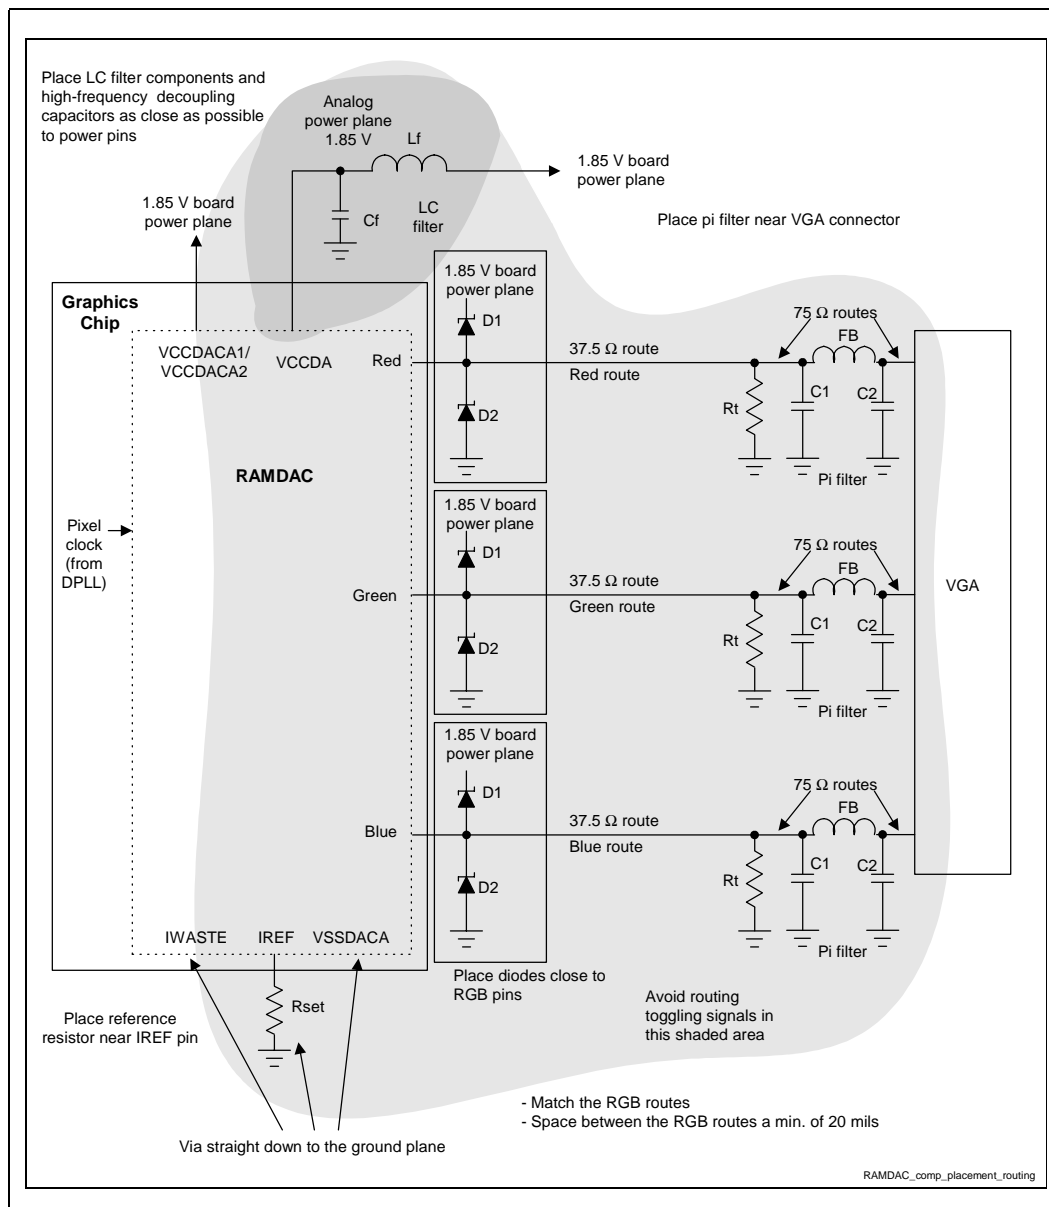 Place LC filter components and
high-frequency decoupling
capacitors as close as possible
to power pins
Analog
power plane
1.85 V
Lf
1.85 V board
power plane
LC
filter
Cf
1.85 V board
power plane
Place pi filter near VGA connector
Graphics
Chip
VCCDACA1/
VCCDACA2
VCCDA
Red
1.85 V board
power plane
D1
D2
37.5 Ω route
Red route
75 Ω routes
FB
Rt
C1
C2
Pi filter
RAMDAC
Pixel
clock
(from
DPLL)
Green
1.85 V board
power plane
D1
D2
37.5 Ω route
Green route
75 Ω routes
FB
Rt
C1
C2
Pi filter
VGA
Blue
1.85 V board
power plane
D1
D2
37.5 Ω route
Blue route
75 Ω routes
FB
Rt
C1
C2
Pi filter
IWASTE
IREF
VSSDACA
Place diodes close to
RGB pins
Rset
Place reference
resistor near IREF pin
Avoid routing
toggling signals in
this shaded area
- Match the RGB routes
- Space between the RGB routes a min. of 20 mils
Via straight down to the ground plane
RAMDAC_comp_placement_routing